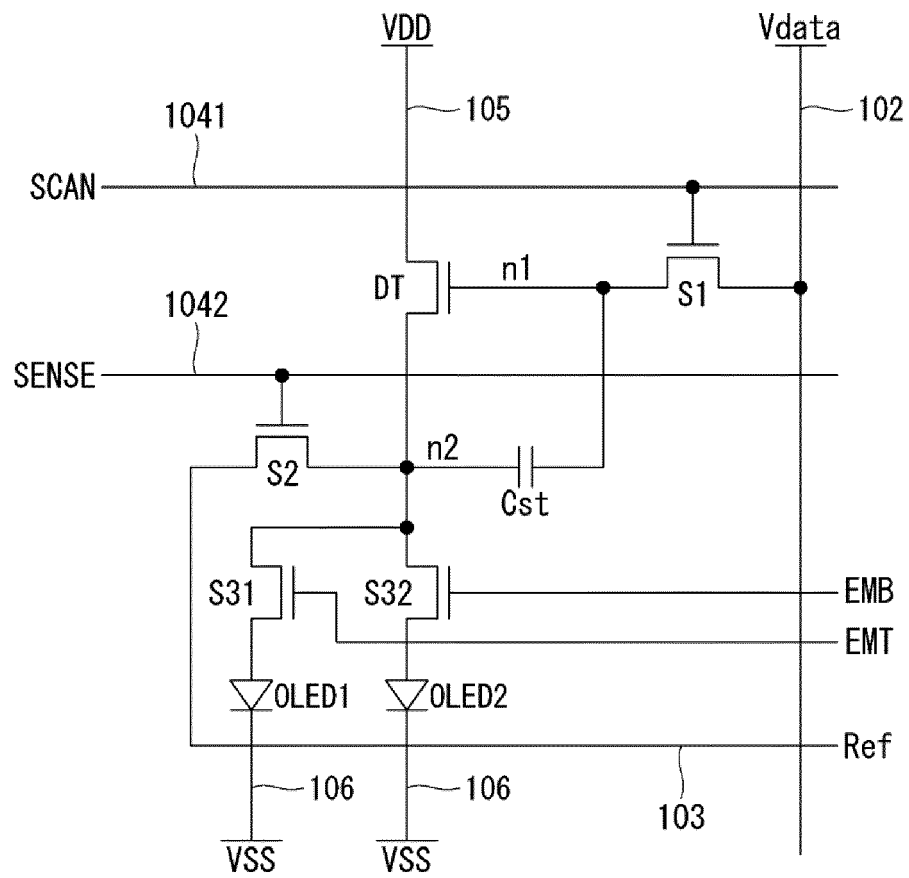 VDD
Vdata
105
102
1041
SCAN
DT
n1
S1
1042
SENSE
S2
n2
Cst
S31
S32
EMB
EMT
OLED1
OLED2
Ref
106
106
103
VSS
VSS